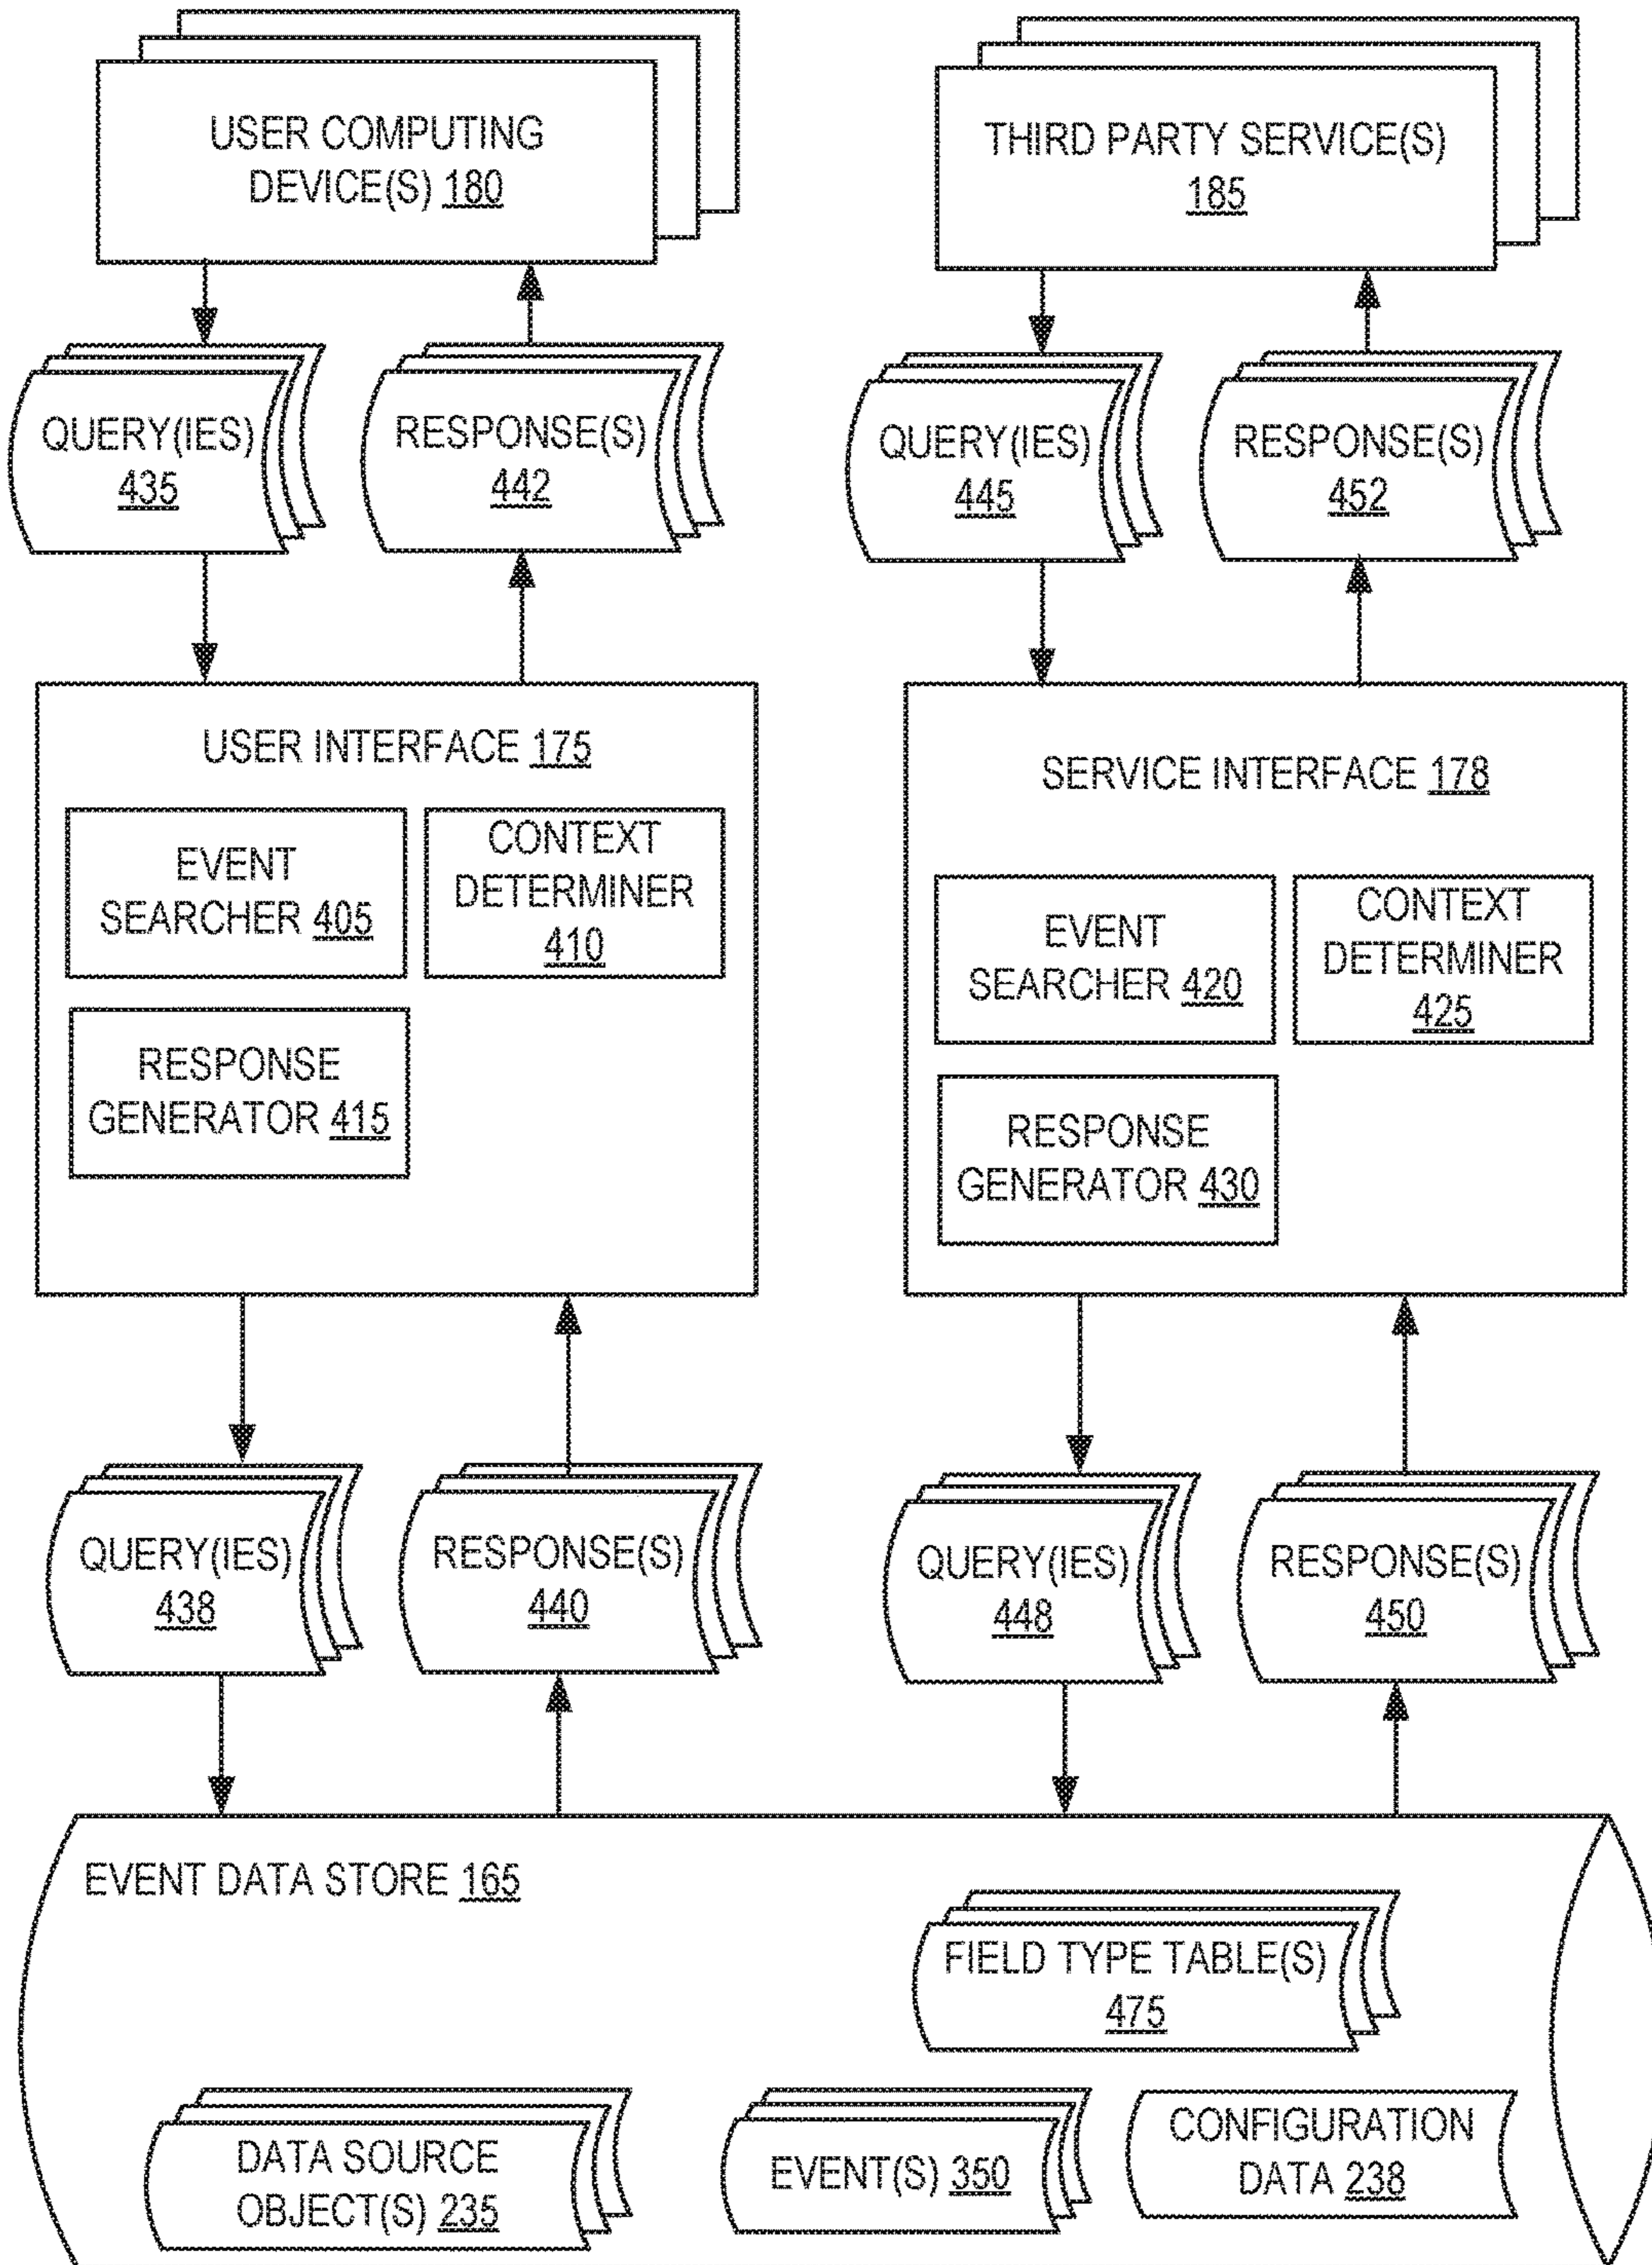 USER COMPUTING
DEVICE(S) 180
THIRD PARTY SERVICE(S)
185
QUERY(IES)
435
RESPONSE(S)
442
QUERY(IES)
445
RESPONSE(S)
452
USER INTERFACE 175
EVENT
SEARCHER 405
CONTEXT
DETERMINER
410
RESPONSE
GENERATOR 415
SERVICE INTERFACE 178
EVENT
SEARCHER 420
CONTEXT
DETERMINER
425
RESPONSE
GENERATOR 430
QUERY(IES)
438
RESPONSE(S)
440
QUERY(IES)
448
RESPONSE(S)
450
EVENT DATA STORE 165
FIELD TYPE TABLE(S)
475
DATA SOURCE
OBJECT(S) 235
EVENT(S) 350
CONFIGURATION
DATA 238